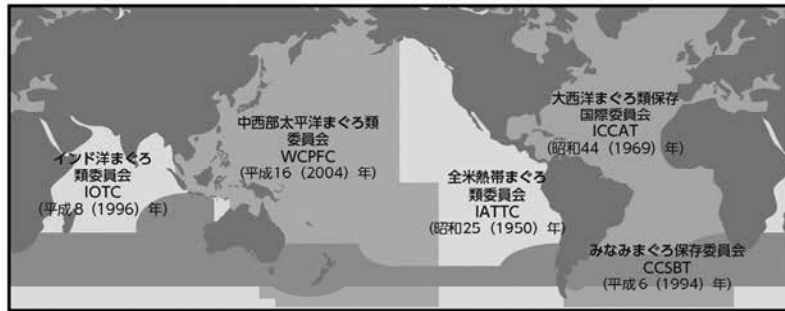 インド洋まぐろ
類委員会
IOTC
(平成8(1996)年)
中西部太平洋まぐろ類
委員会
WCPFC
(平成16(2004)年)
全米熱帯まぐろ
類委員会
IATTC
(昭和25(1950)年)
大西洋まぐろ類保存
国際委員会
ICCAT
(昭和44(1969)年)
みなみまぐろ保存委員会
CCSBT
(平成6(1994)年)